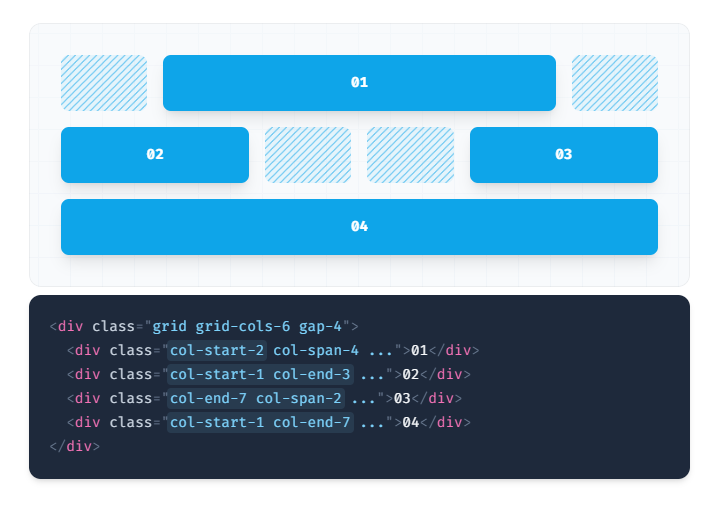 01
02 03
04
<div class="grid grid-cols-6 gap-4">
  <div class="col-start-2 col-span-4 ...">01</div>
  <div class="col-start-1 col-end-3 ...">02</div>
  <div class="col-end-7 col-span-2 ...">03</div>
  <div class="col-start-1 col-end-7 ...">04</div>
</div>